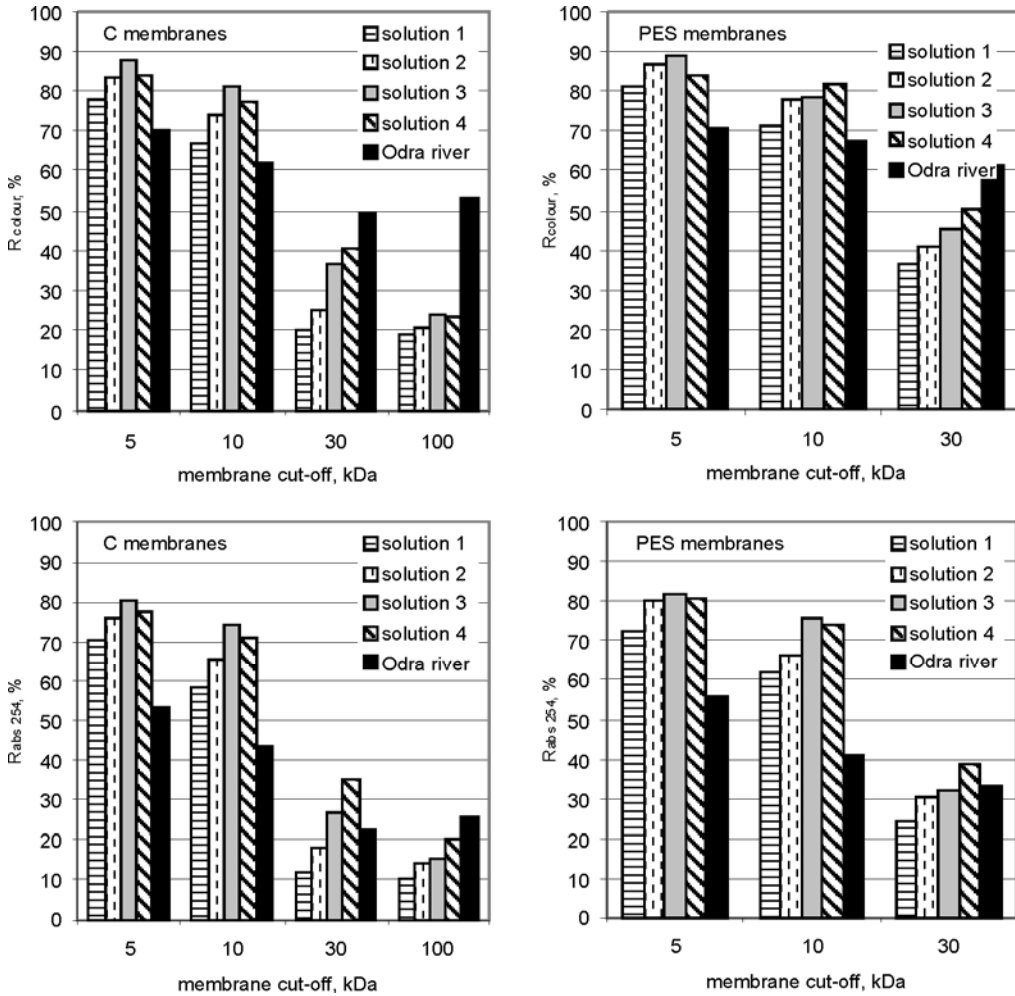 C membranes
solution 1
solution 2
solution 3
solution 4
Odra river
100
90
80
70
60
50
40
30
20
10
0
R colour, %
5 10 30 100
membrane cut-off, kDa
PES membranes
solution 1
solution 2
solution 3
solution 4
Odra river
100
90
80
70
60
50
40
30
20
10
0
Rcolour, %
5 10 30
membrane cut-off, kDa
C membranes
solution 1
solution 2
solution 3
solution 4
Odra river
100
90
80
70
60
50
40
30
20
10
0
Rabs 254, %
5 10 30 100
membrane cut-off, kDa
PES membranes
solution 1
solution 2
solution 3
solution 4
Odra river
100
90
80
70
60
50
40
30
20
10
0
Rabs 254, %
5 10 30
membrane cut-off, kDa